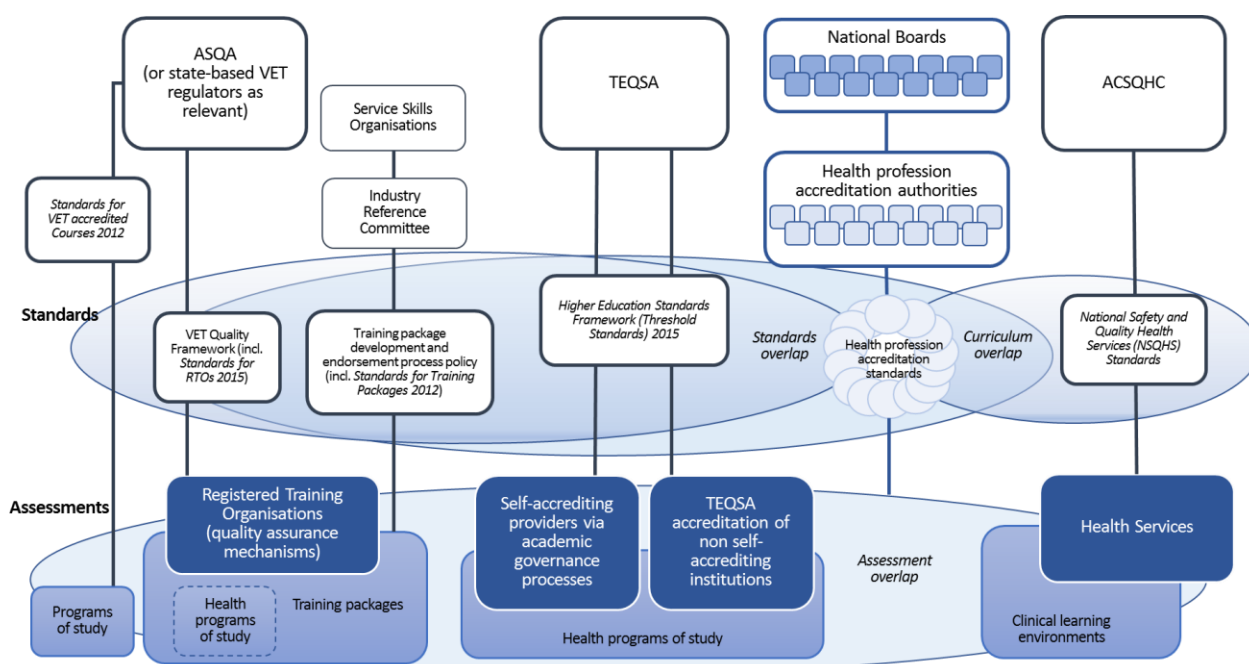 ASQA
(or state-based VET
regulators as
relevant)
Service Skills
Organisations
TEQSA
National Boards
ACSQHC
Health profession
accreditation authorities
Standards for
VET accredited
Courses 2012
Industry
Reference
Committee
Standards
VET Quality
Framework (incl.
Standards for
RTOs 2015)
Training package
development and
endorsement process policy
(incl. Standards for Training
Packages 2012)
Higher Education Standards
Framework (Threshold
Standards) 2015
Standards
overlap
Health profession
accreditation
standards
Curriculum
overlap
National Safety and
Quality Health
Services (NSQHS)
Standards
Assessments
Registered Training
Organisations
(quality assurance
mechanisms)
Self-accrediting
providers via
academic
governance
processes
TEQSA
accreditation of
non self-
accrediting
institutions
Assessment
overlap
Health Services
Programs
of study
Health
programs
of study
Training packages
Health programs of study
Clinical learning
environments